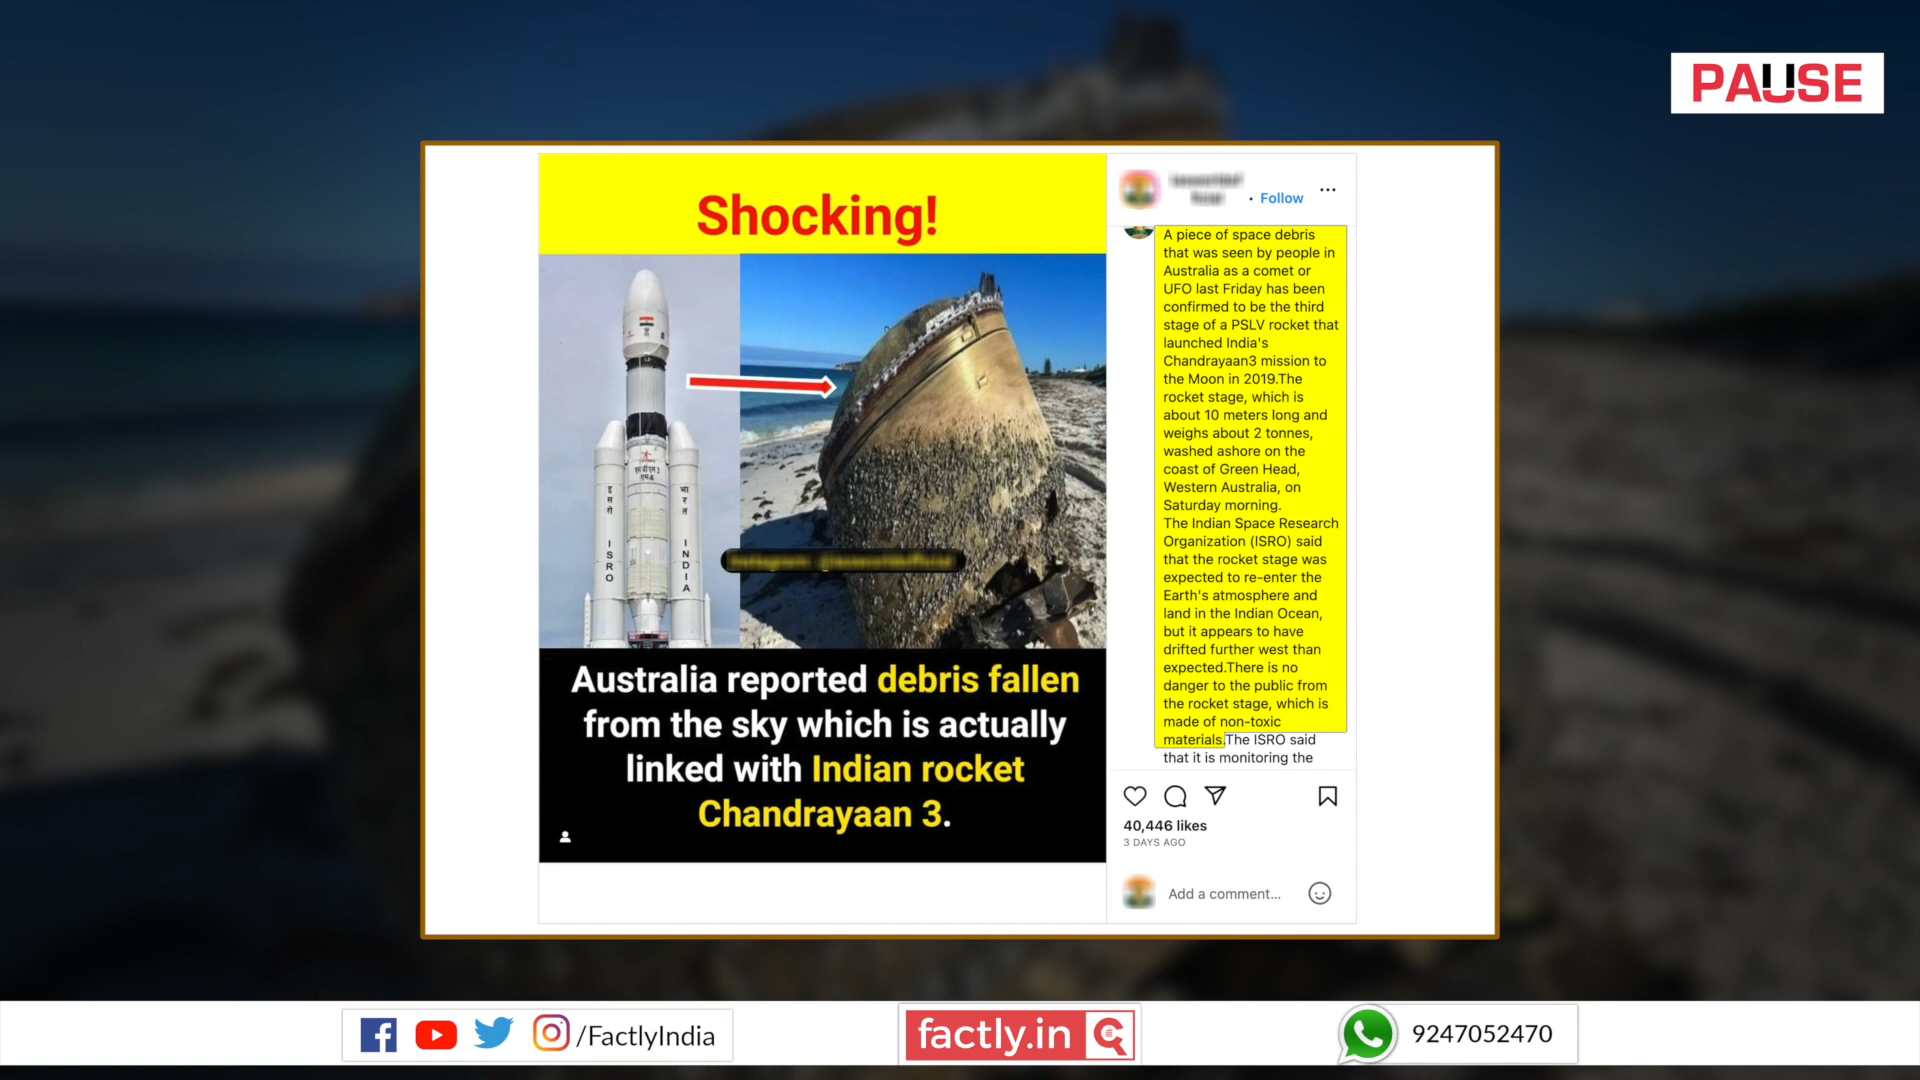 PAUSE
Shocking!
इ
स
रो
I
S
R
O
भा
र
त
I
N
D
I
A
Australia reported debris fallen
from the sky which is actually
linked with Indian rocket
Chandrayaan 3.
• Follow
A piece of space debris
that was seen by people in
Australia as a comet or
UFO last Friday has been
confirmed to be the third
stage of a PSLV rocket that
launched India's
Chandrayaan3 mission to
the Moon in 2019.The
rocket stage, which is
about 10 meters long and
weighs about 2 tonnes,
washed ashore on the
coast of Green Head,
Western Australia, on
Saturday morning.
The Indian Space Research
Organization (ISRO) said
that the rocket stage was
expected to re-enter the
Earth's atmosphere and
land in the Indian Ocean,
but it appears to have
drifted further west than
expected.There is no
danger to the public from
the rocket stage, which is
made of non-toxic
materials.The ISRO said
that it is monitoring the
40,446 likes
3 DAYS AGO
Add a comment...
/FactlyIndia
factly.in
9247052470